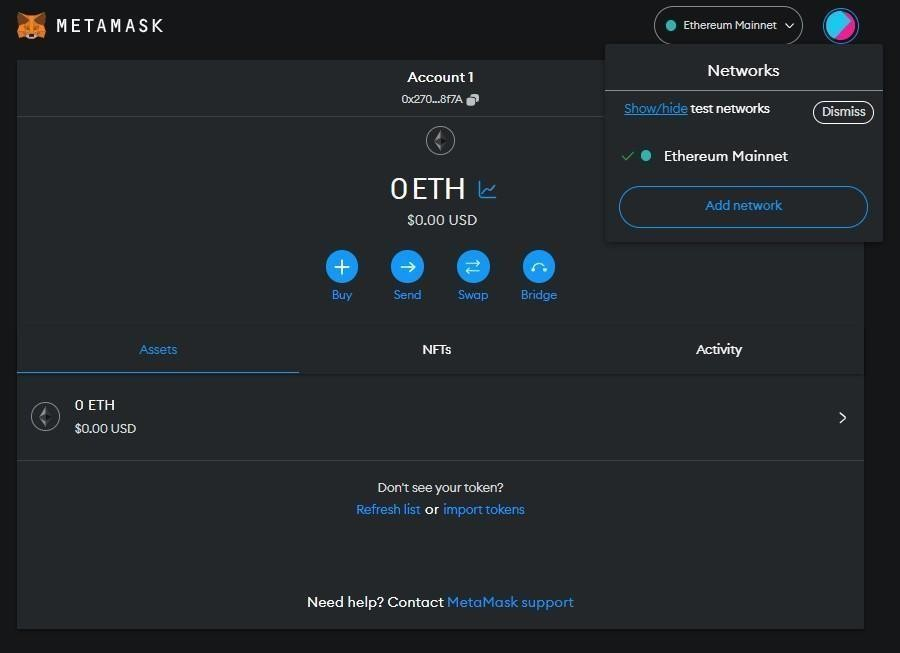 METAMASK
Ethereum Mainnet
Networks
Show/hide test networks
Dismiss
Ethereum Mainnet
Add network
Account 1
0x270...8f7A
0 ETH
$0.00 USD
Buy
Send
Swap
Bridge
Assets
NFTs
Activity
0 ETH
$0.00 USD
Don't see your token?
Refresh list or import tokens
Need help? Contact MetaMask support